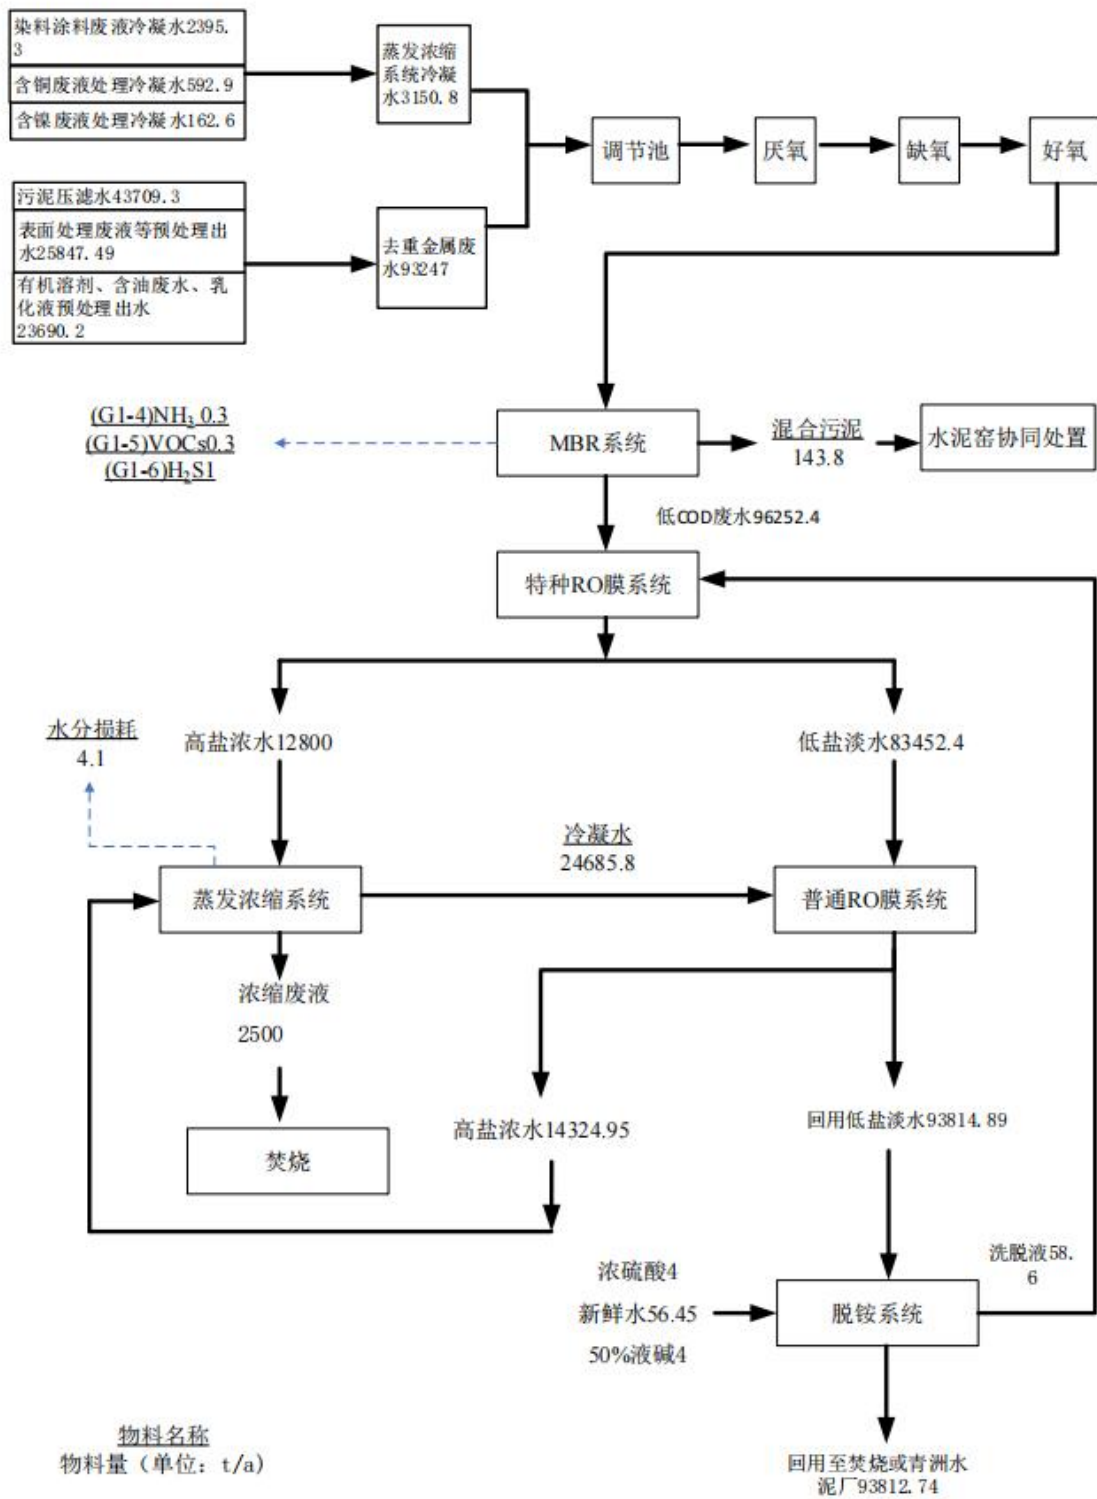 染料涂料废液冷凝水2395.
3
含铜废液处理冷凝水592.9
含镍废液处理冷凝水162.6
蒸发浓缩
系统冷凝
水3150.8
调节池
厌氧
缺氧
好氧
污泥压滤水43709.3
表面处理废液等预处理出
水25847.49
有机溶剂、含油废水、乳
化液预处理出水
23690.2
去重金属废
水93247
(G1-4)NH₃ 0.3
(G1-5)VOCs0.3
(G1-6)H₂S1
MBR系统
混合污泥
143.8
水泥窑协同处置
低COD废水96252.4
特种RO膜系统
水分损耗
4.1
高盐浓水12800
低盐淡水83452.4
冷凝水
24685.8
蒸发浓缩系统
普通RO膜系统
浓缩废液
2500
焚烧
高盐浓水14324.95
回用低盐淡水93814.89
洗脱液58.
6
浓硫酸4
新鲜水56.45
50%液碱4
脱铵系统
物料名称
物料量（单位：t/a）
回用至焚烧或青洲水
泥厂93812.74